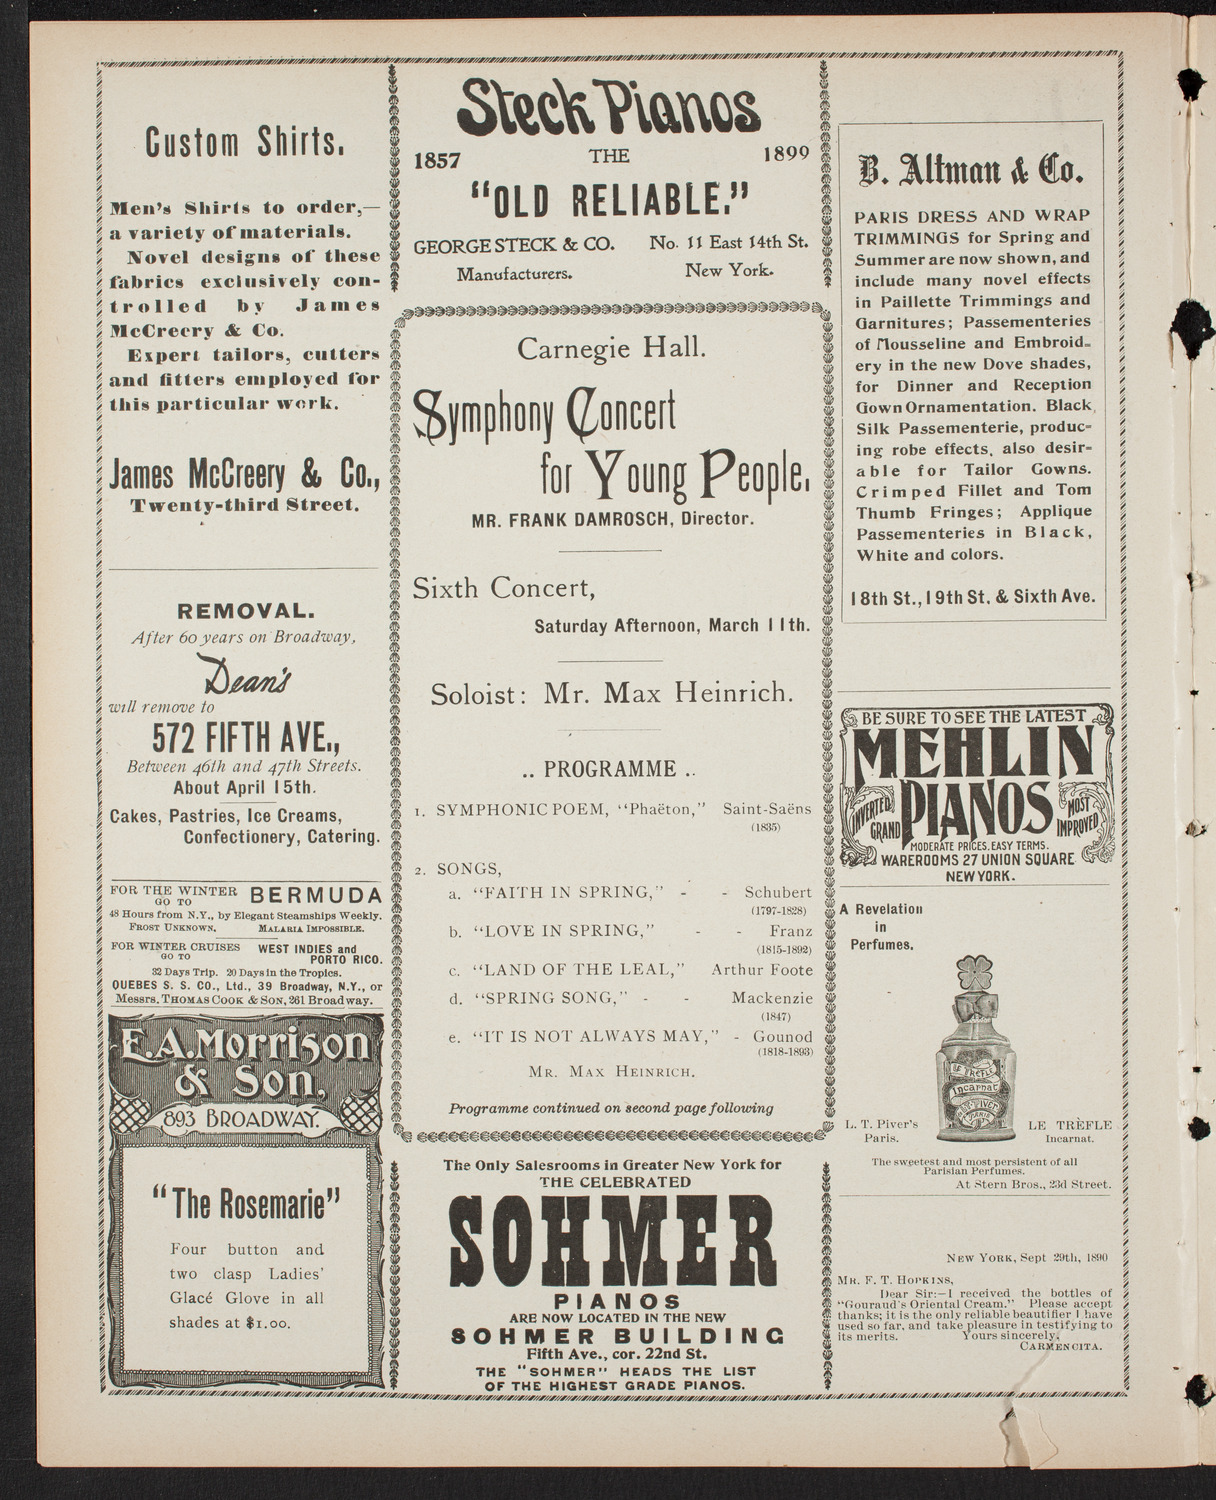 Custom Shirts.
Men's Shirts to order,—
a variety of materials.
Novel designs of these
fabrics exclusively con-
trolled by James
McCreery & Co.
Expert tailors, cutters
and fitters employed for
this particular work.
James McCreery & Co.,
Twenty-third Street.
REMOVAL.
After 60 years on Broadway,
Dean's
will remove to
572 FIFTH AVE.,
Between 46th and 47th Streets.
About April 15th.
Cakes, Pastries, Ice Creams,
Confectionery, Catering.
FOR THE WINTER GO TO BERMUDA
48 Hours from N.Y., by Elegant Steamships Weekly.
FROST UNKNOWN. MALARIA IMPOSSIBLE.
FOR WINTER CRUISES GO TO WEST INDIES and PORTO RICO.
32 Days Trip. 20 Days in the Tropics.
QUEBES S. S. CO., Ltd., 39 Broadway, N.Y., or
Messrs. THOMAS COOK & SON, 261 Broadway.
E. A. Morrison
& Son,
893 BROADWAY.
"The Rosemarie"
Four button and
two clasp Ladies'
Glacé Glove in all
shades at $1.00.
Steck Pianos
1857 THE 1899
"OLD RELIABLE."
GEORGE STECK & CO. No. 11 East 14th St.
Manufacturers. New York.
Carnegie Hall.
Symphony Concert
for Young People.
MR. FRANK DAMROSCH, Director.
Sixth Concert,
Saturday Afternoon, March 11th.
Soloist: Mr. Max Heinrich.
.. PROGRAMME ..
1. SYMPHONIC POEM, "Phaëton," Saint-Saëns
(1835)
2. SONGS,
a. "FAITH IN SPRING," - - Schubert
(1797-1828)
b. "LOVE IN SPRING," - - Franz
(1815-1892)
c. "LAND OF THE LEAL," Arthur Foote
d. "SPRING SONG," - - Mackenzie
(1847)
e. "IT IS NOT ALWAYS MAY," - Gounod
(1818-1893)
MR. MAX HEINRICH.
Programme continued on second page following
The Only Salesrooms in Greater New York for
THE CELEBRATED
SOHMER
PIANOS
ARE NOW LOCATED IN THE NEW
SOHMER BUILDING
Fifth Ave., cor. 22nd St.
THE "SOHMER" HEADS THE LIST
OF THE HIGHEST GRADE PIANOS.
B. Altman & Co.
PARIS DRESS AND WRAP
TRIMMINGS for Spring and
Summer are now shown, and
include many novel effects
in Paillette Trimmings and
Garnitures; Passementeries
of Mousseline and Embroid-
ery in the new Dove shades,
for Dinner and Reception
Gown Ornamentation. Black
Silk Passementerie, produc-
ing robe effects, also desir-
able for Tailor Gowns.
Crimped Fillet and Tom
Thumb Fringes; Applique
Passementeries in Black,
White and colors.
18th St., 19th St. & Sixth Ave.
BE SURE TO SEE THE LATEST
MEHLIN
INVERTED GRAND PIANOS MOST IMPROVED
MODERATE PRICES. EASY TERMS.
WAREROOMS 27 UNION SQUARE
NEW YORK.
A Revelation
in
Perfumes.
LE TREFLE
Incarnat
L.T. PIVER
PARIS
L. T. Piver's
Paris.
LE TRÈFLE
Incarnat.
The sweetest and most persistent of all
Parisian Perfumes.
At Stern Bros., 23d Street.
NEW YORK, Sept 29th, 1890
MR. F. T. HOPKINS,
Dear Sir:—I received the bottles of
"Gouraud's Oriental Cream." Please accept
thanks; it is the only reliable beautifier I have
used so far, and take pleasure in testifying to
its merits. Yours sincerely,
CARMENCITA.